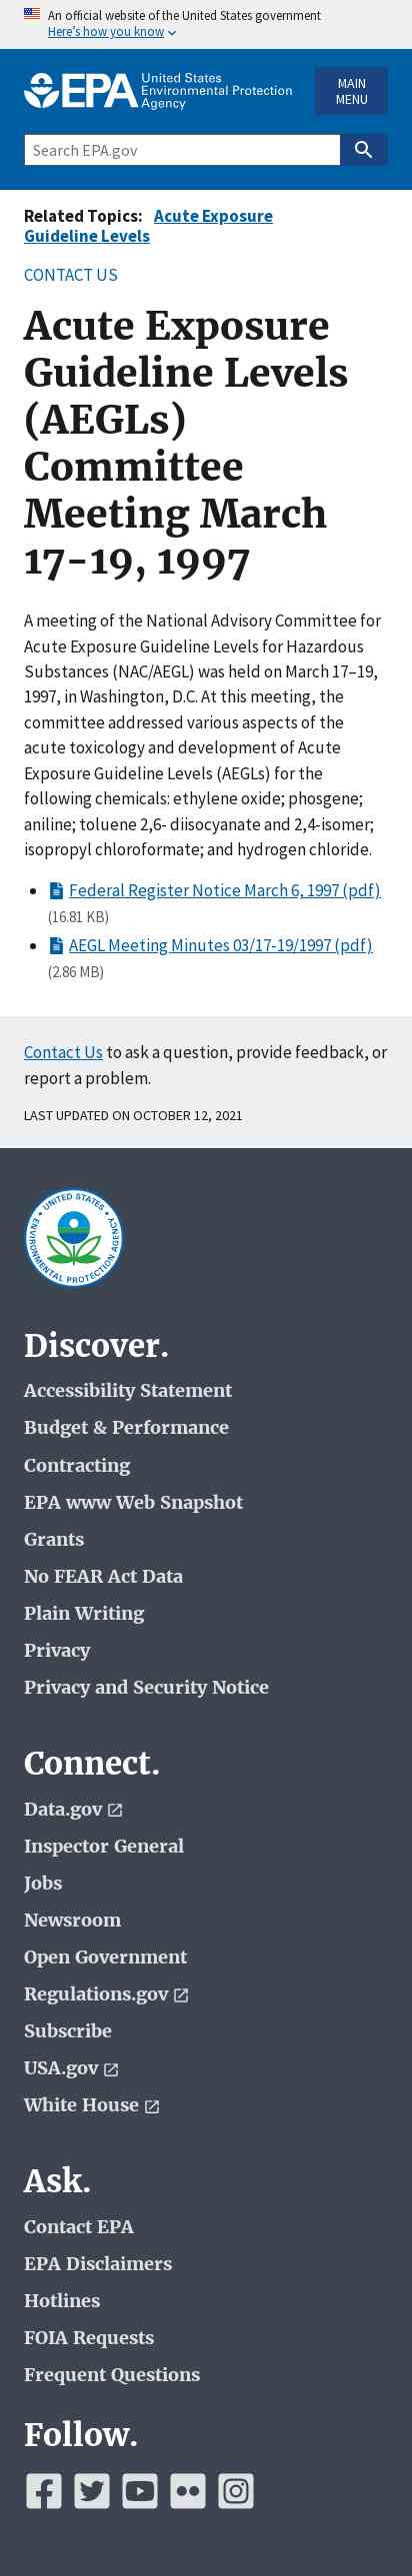 An official website of the United States government
Here's how you know
EPA United States
Environmental Protection
Agency
MAIN
MENU
Search EPA.gov
Related Topics: Acute Exposure
Guideline Levels
CONTACT US
Acute Exposure
Guideline Levels
(AEGLs)
Committee
Meeting March
17-19, 1997
A meeting of the National Advisory Committee for
Acute Exposure Guideline Levels for Hazardous
Substances (NAC/AEGL) was held on March 17–19,
1997, in Washington, D.C. At this meeting, the
committee addressed various aspects of the
acute toxicology and development of Acute
Exposure Guideline Levels (AEGLs) for the
following chemicals: ethylene oxide; phosgene;
aniline; toluene 2,6- diisocyanate and 2,4-isomer;
isopropyl chloroformate; and hydrogen chloride.
Federal Register Notice March 6, 1997 (pdf)
(16.81 KB)
AEGL Meeting Minutes 03/17-19/1997 (pdf)
(2.86 MB)
Contact Us to ask a question, provide feedback, or
report a problem.
LAST UPDATED ON OCTOBER 12, 2021
UNITED STATES
ENVIRONMENTAL PROTECTION AGENCY
Discover.
Accessibility Statement
Budget & Performance
Contracting
EPA www Web Snapshot
Grants
No FEAR Act Data
Plain Writing
Privacy
Privacy and Security Notice
Connect.
Data.gov
Inspector General
Jobs
Newsroom
Open Government
Regulations.gov
Subscribe
USA.gov
White House
Ask.
Contact EPA
EPA Disclaimers
Hotlines
FOIA Requests
Frequent Questions
Follow.